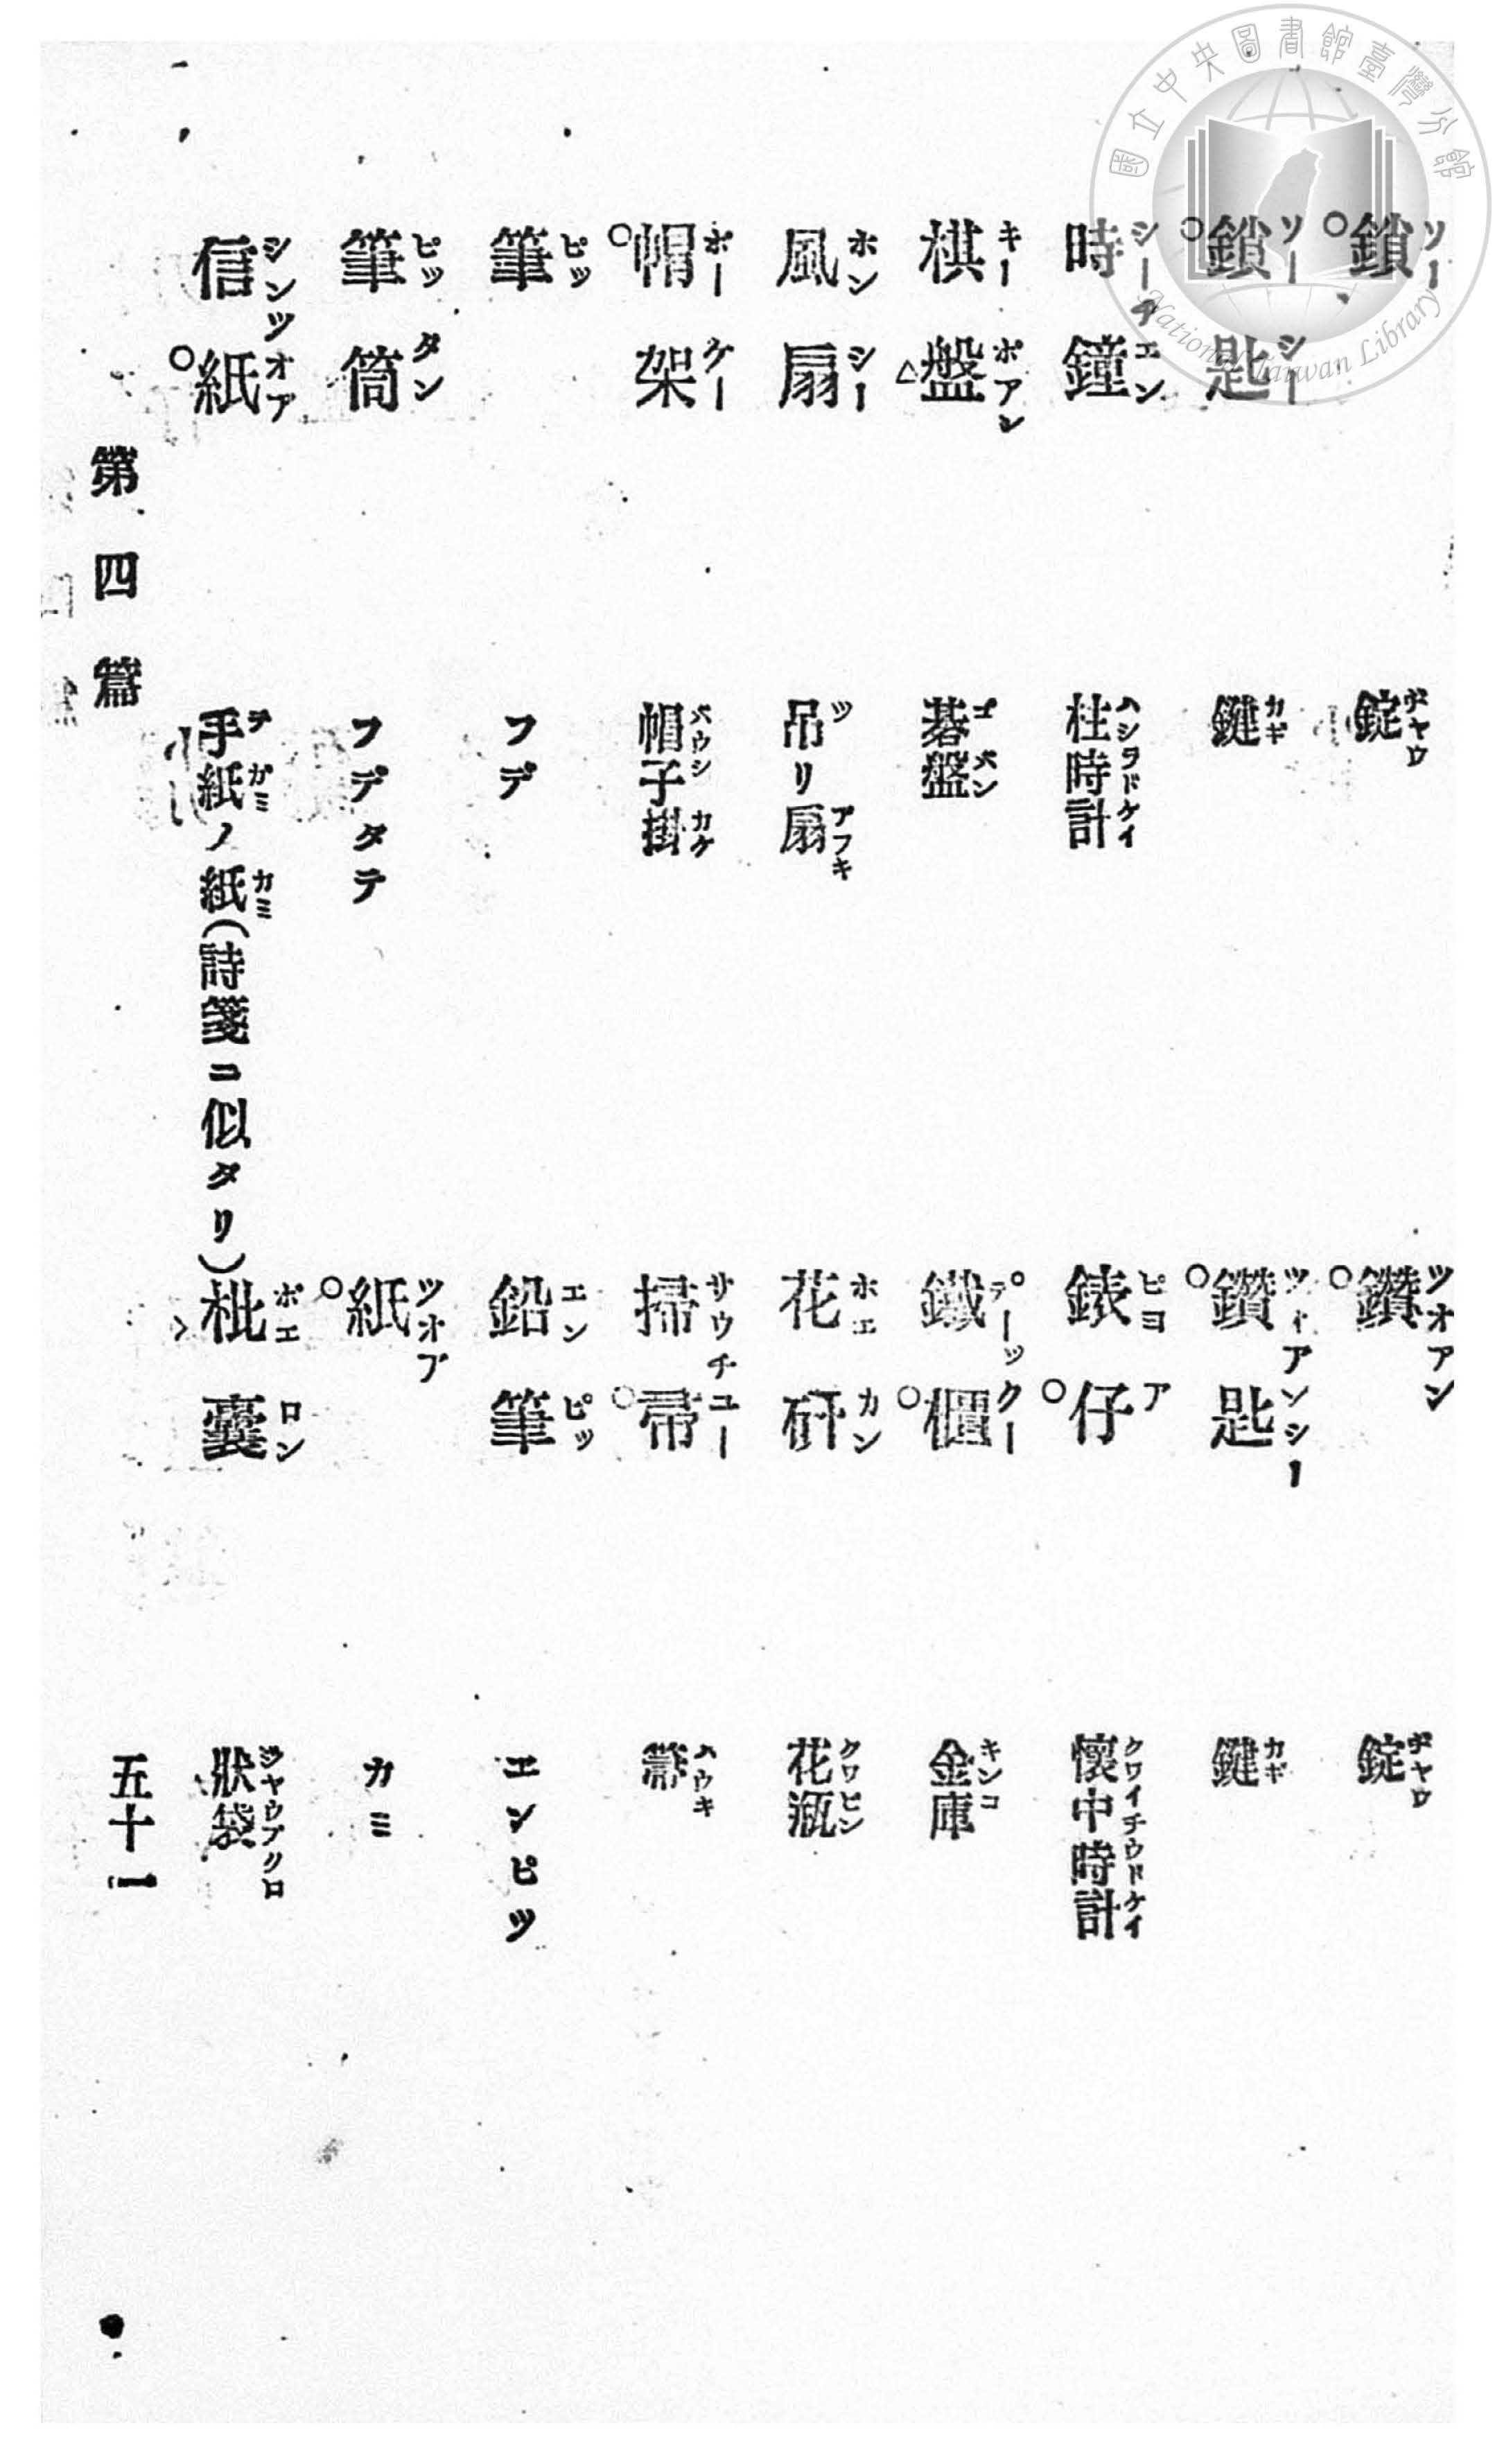 鎖 ソー 錠 ヂヤウ 鑽 ツオアン 錠 ヂヤウ
鎖匙 ソーシー 鍵 カギ 鑽匙 ツィアンシー 鍵 カギ
時鐘 シーチエン 柱時計 ハシラドケイ 錶仔 ピヨア 懷中時計 クワイチウドケイ
棋盤 キーポアン 碁盤 ゴバン 鐵櫃 テ゚ーックー 金庫 キンコ
風扇 ホンシー 吊リ扇 ツアフキ 花矸 ホエカン 花瓶 クワビン
帽架 ボーケー 帽子掛 バウシカケ 掃帚 サウチユー 箒 ハウキ
筆 ピッ フデ 鉛筆 エンピッ エンピツ
筆筒 ピッタン フデタテ 紙 ツオア カミ
信紙 シンツオア 手紙ノ紙(詩箋ニ似タリ) テガミカミ 枇囊 ポエロン 狀袋 ジヤウブクロ
第四篇
五十一
國立中央圖書館臺灣分館
National Taiwan Library